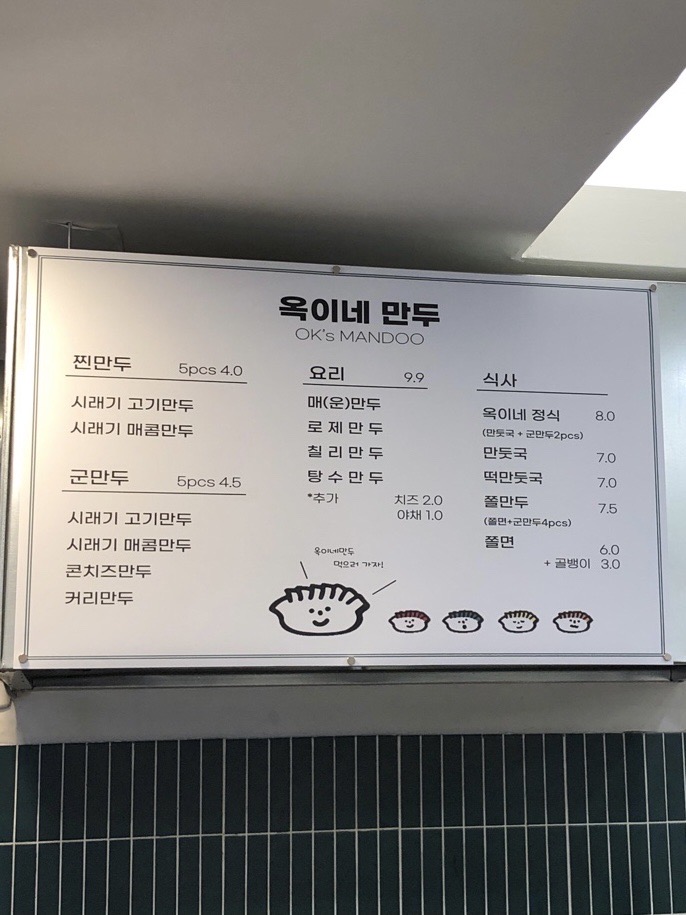 옥이네 만두
OK's MANDOO
찐만두 5pcs 4.0
시래기 고기만두
시래기 매콤만두
군만두 5pcs 4.5
시래기 고기만두
시래기 매콤만두
콘치즈만두
커리만두
요리 9.9
매(운)만두
로제만두
칠리만두
탕수만두
*추가 치즈 2.0
야채 1.0
식사
옥이네 정식 8.0
(만둣국 + 군만두2pcs)
만둣국 7.0
떡만둣국 7.0
쫄만두 7.5
(쫄면+군만두4pcs)
쫄면 6.0
+ 골뱅이 3.0
옥이네만두
먹으러 가자!